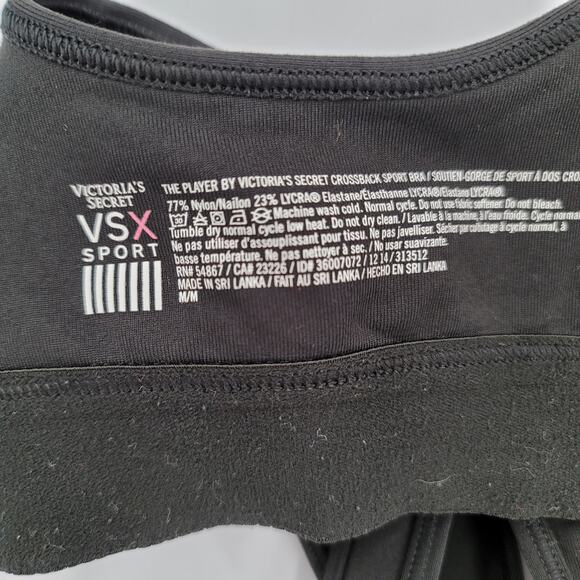 VICTORIA'S
SECRET
VSX
SPORT
THE PLAYER BY VICTORIA'S SECRET CROSSBACK SPORT BRA / SOUTIEN-GORGE DE SPORT À DOS CRO
77% Nylon/Nailon 23% LYCRA® Elastane/Élasthanne LYCRA®/Elastano LYCRA®.
30 Machine wash cold. Normal cycle. Do not use fabric softener. Do not bleach.
Tumble dry normal cycle low heat. Do not dry clean. / Lavable à la machine, à l'eau froide. Cycle norma
Ne pas utiliser d'assouplissant pour tissu. Ne pas javelliser. Sécher par culbutage à cycle normal, à
basse température. Ne pas nettoyer à sec. / No usar suavizante.
RN# 54867 / CA# 23226 / ID# 36007072 / 12 14 / 313512
MADE IN SRI LANKA / FAIT AU SRI LANKA / HECHO EN SRI LANKA
M/M